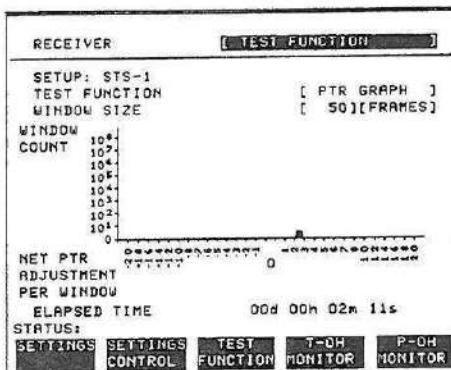 RECEIVER [ TEST FUNCTION ]
SETUP: STS-1
TEST FUNCTION [ PTR GRAPH ]
WINDOW SIZE [ 50][FRAMES]
WINDOW
COUNT
10⁸
10⁷
10⁶
10⁵
10⁴
10³
10²
10¹
0
0
NET PTR
ADJUSTMENT
PER WINDOW
ELAPSED TIME 00d 00h 02m 11s
STATUS:
SETTINGS SETTINGS CONTROL TEST FUNCTION T-OH MONITOR P-OH MONITOR